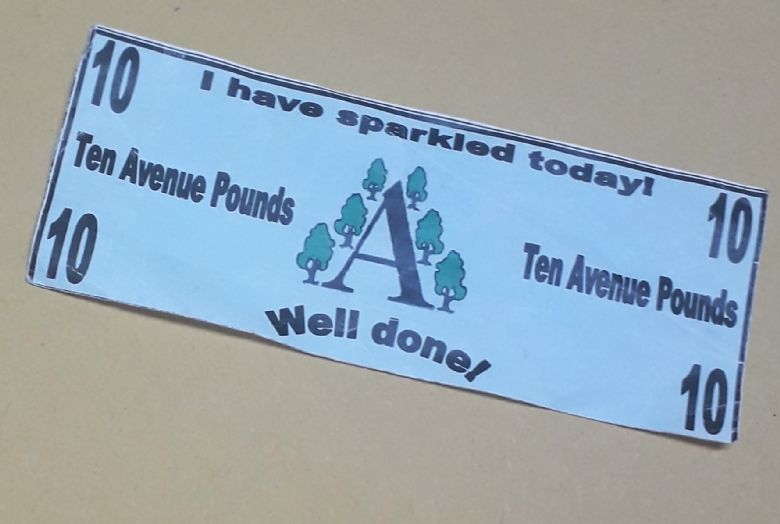 10
I have sparkled today!
10
Ten Avenue Pounds
A
Ten Avenue Pounds
10
Well done!
10